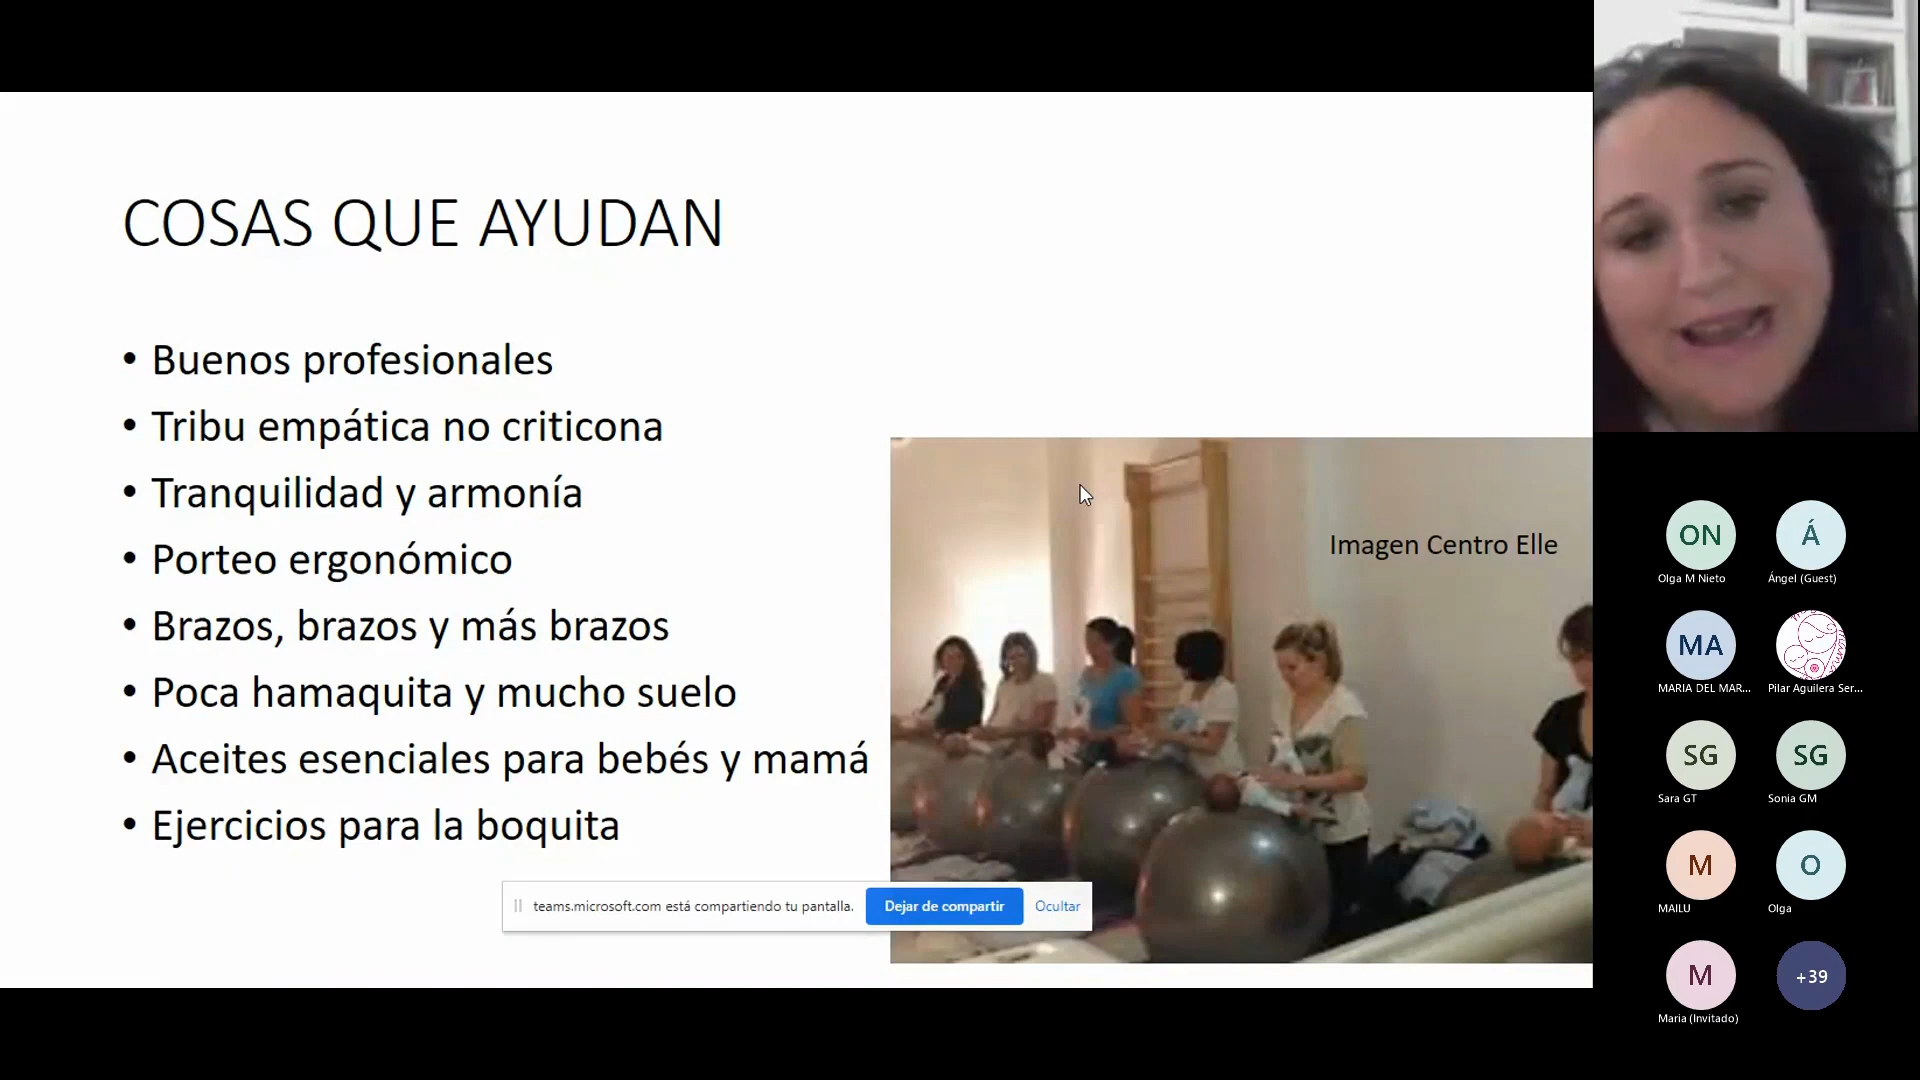 COSAS QUE AYUDAN
• Buenos profesionales
• Tribu empática no criticona
• Tranquilidad y armonía
• Porteo ergonómico
• Brazos, brazos y más brazos
• Poca hamaquita y mucho suelo
• Aceites esenciales para bebés y mamá
• Ejercicios para la boquita
Imagen Centro Elle
teams.microsoft.com está compartiendo tu pantalla.
Dejar de compartir
Ocultar
ON
Olga M Nieto
Á
Ángel (Guest)
MA
MARIA DEL MAR...
Pilar Aguilera Ser...
SG
Sara GT
SG
Sonia GM
M
MAILU
O
Olga
M
Maria (Invitado)
+39